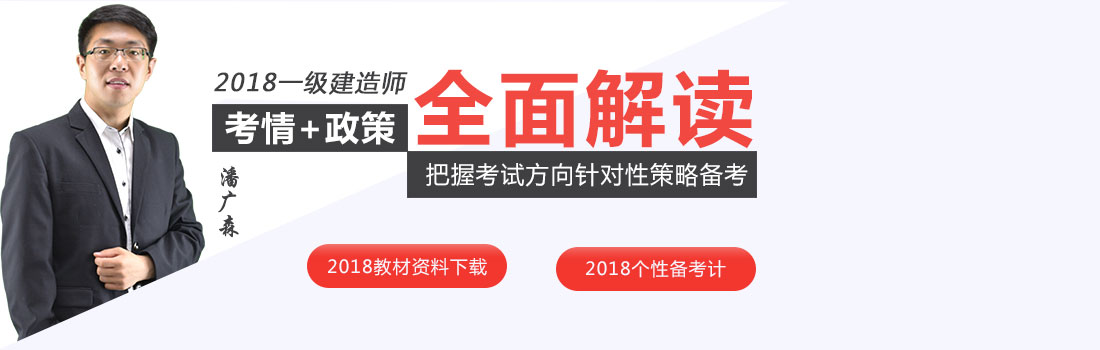 2018一级建造师
考情+政策
全面解读
把握考试方向针对性策略备考
潘广森
2018教材资料下载
2018个性备考计